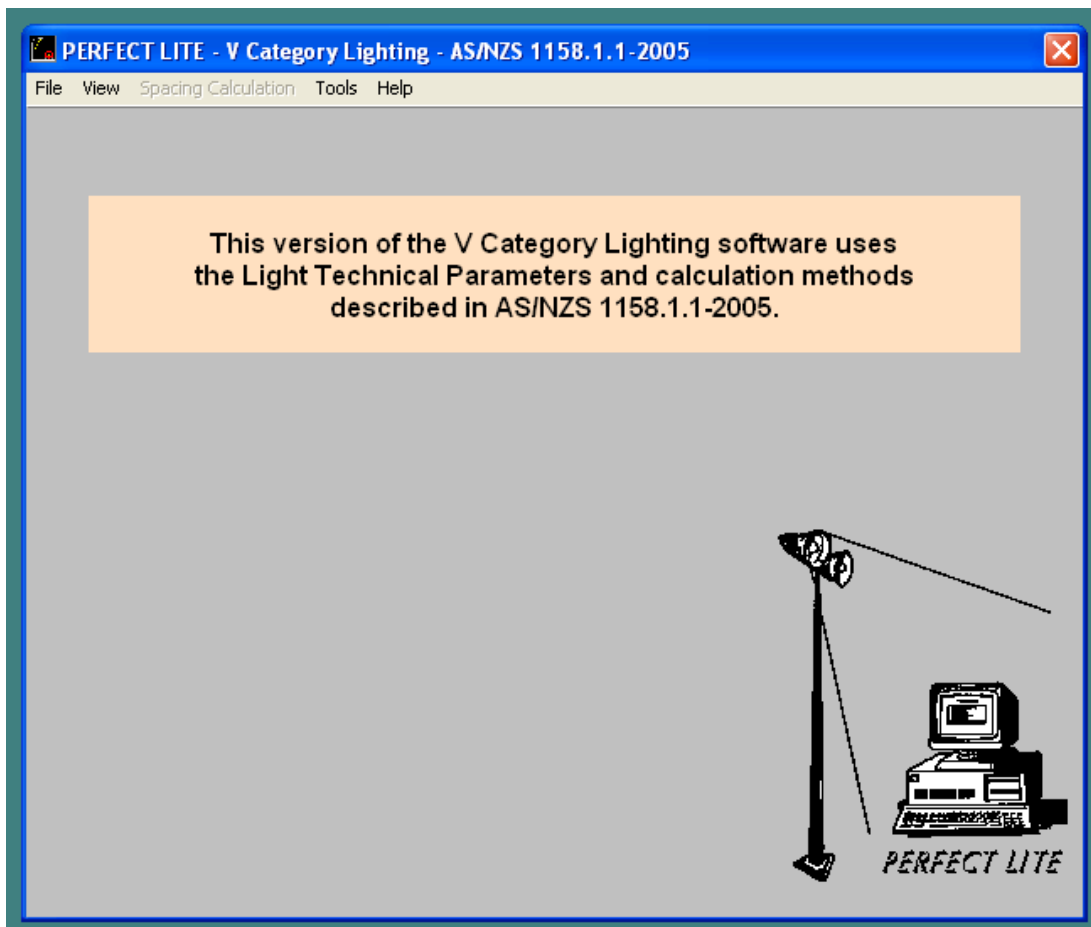 PERFECT LITE - V Category Lighting - AS/NZS 1158.1.1-2005
File View Spacing Calculation Tools Help
This version of the V Category Lighting software uses
the Light Technical Parameters and calculation methods
described in AS/NZS 1158.1.1-2005.
PERFECT LITE